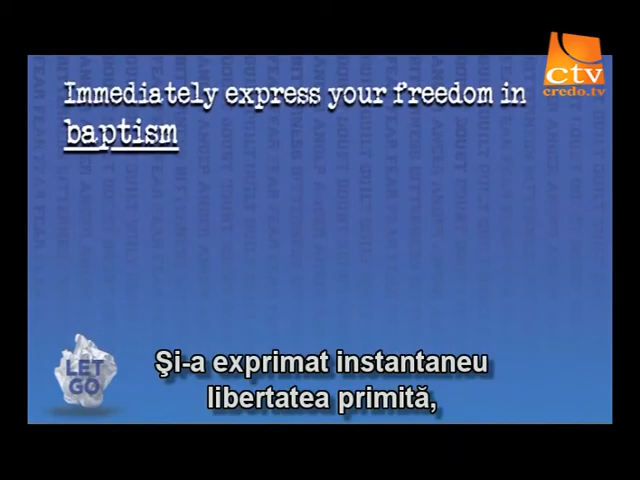 ctv
credo.tv
Immediately express your freedom in
baptism
LET
GO
Şi-a exprimat instantaneu
libertatea primită,